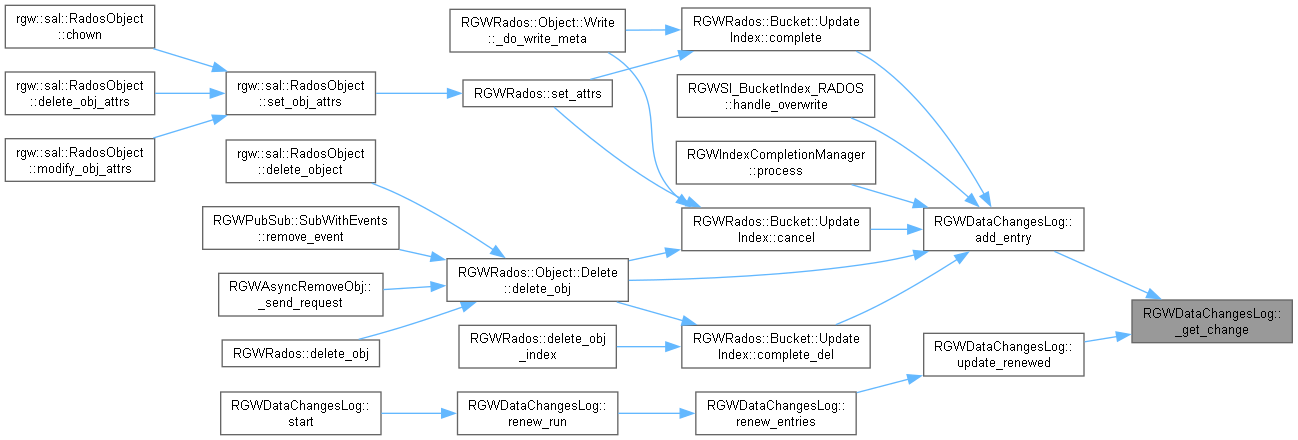 rgw::sal::RadosObject
::chown
rgw::sal::RadosObject
::delete_obj_attrs
rgw::sal::RadosObject
::modify_obj_attrs
rgw::sal::RadosObject
::set_obj_attrs
rgw::sal::RadosObject
::delete_object
RGWPubSub::SubWithEvents
::remove_event
RGWAsyncRemoveObj::
_send_request
RGWRados::delete_obj
RGWDataChangesLog::
start
RGWRados::Object::Write
::_do_write_meta
RGWRados::set_attrs
RGWRados::Object::Delete
::delete_obj
RGWRados::delete_obj
_index
RGWDataChangesLog::
renew_run
RGWRados::Bucket::Update
Index::complete
RGWSI_BucketIndex_RADOS
::handle_overwrite
RGWIndexCompletionManager
::process
RGWRados::Bucket::Update
Index::cancel
RGWRados::Bucket::Update
Index::complete_del
RGWDataChangesLog::
renew_entries
RGWDataChangesLog::
add_entry
RGWDataChangesLog::
update_renewed
RGWDataChangesLog::
_get_change